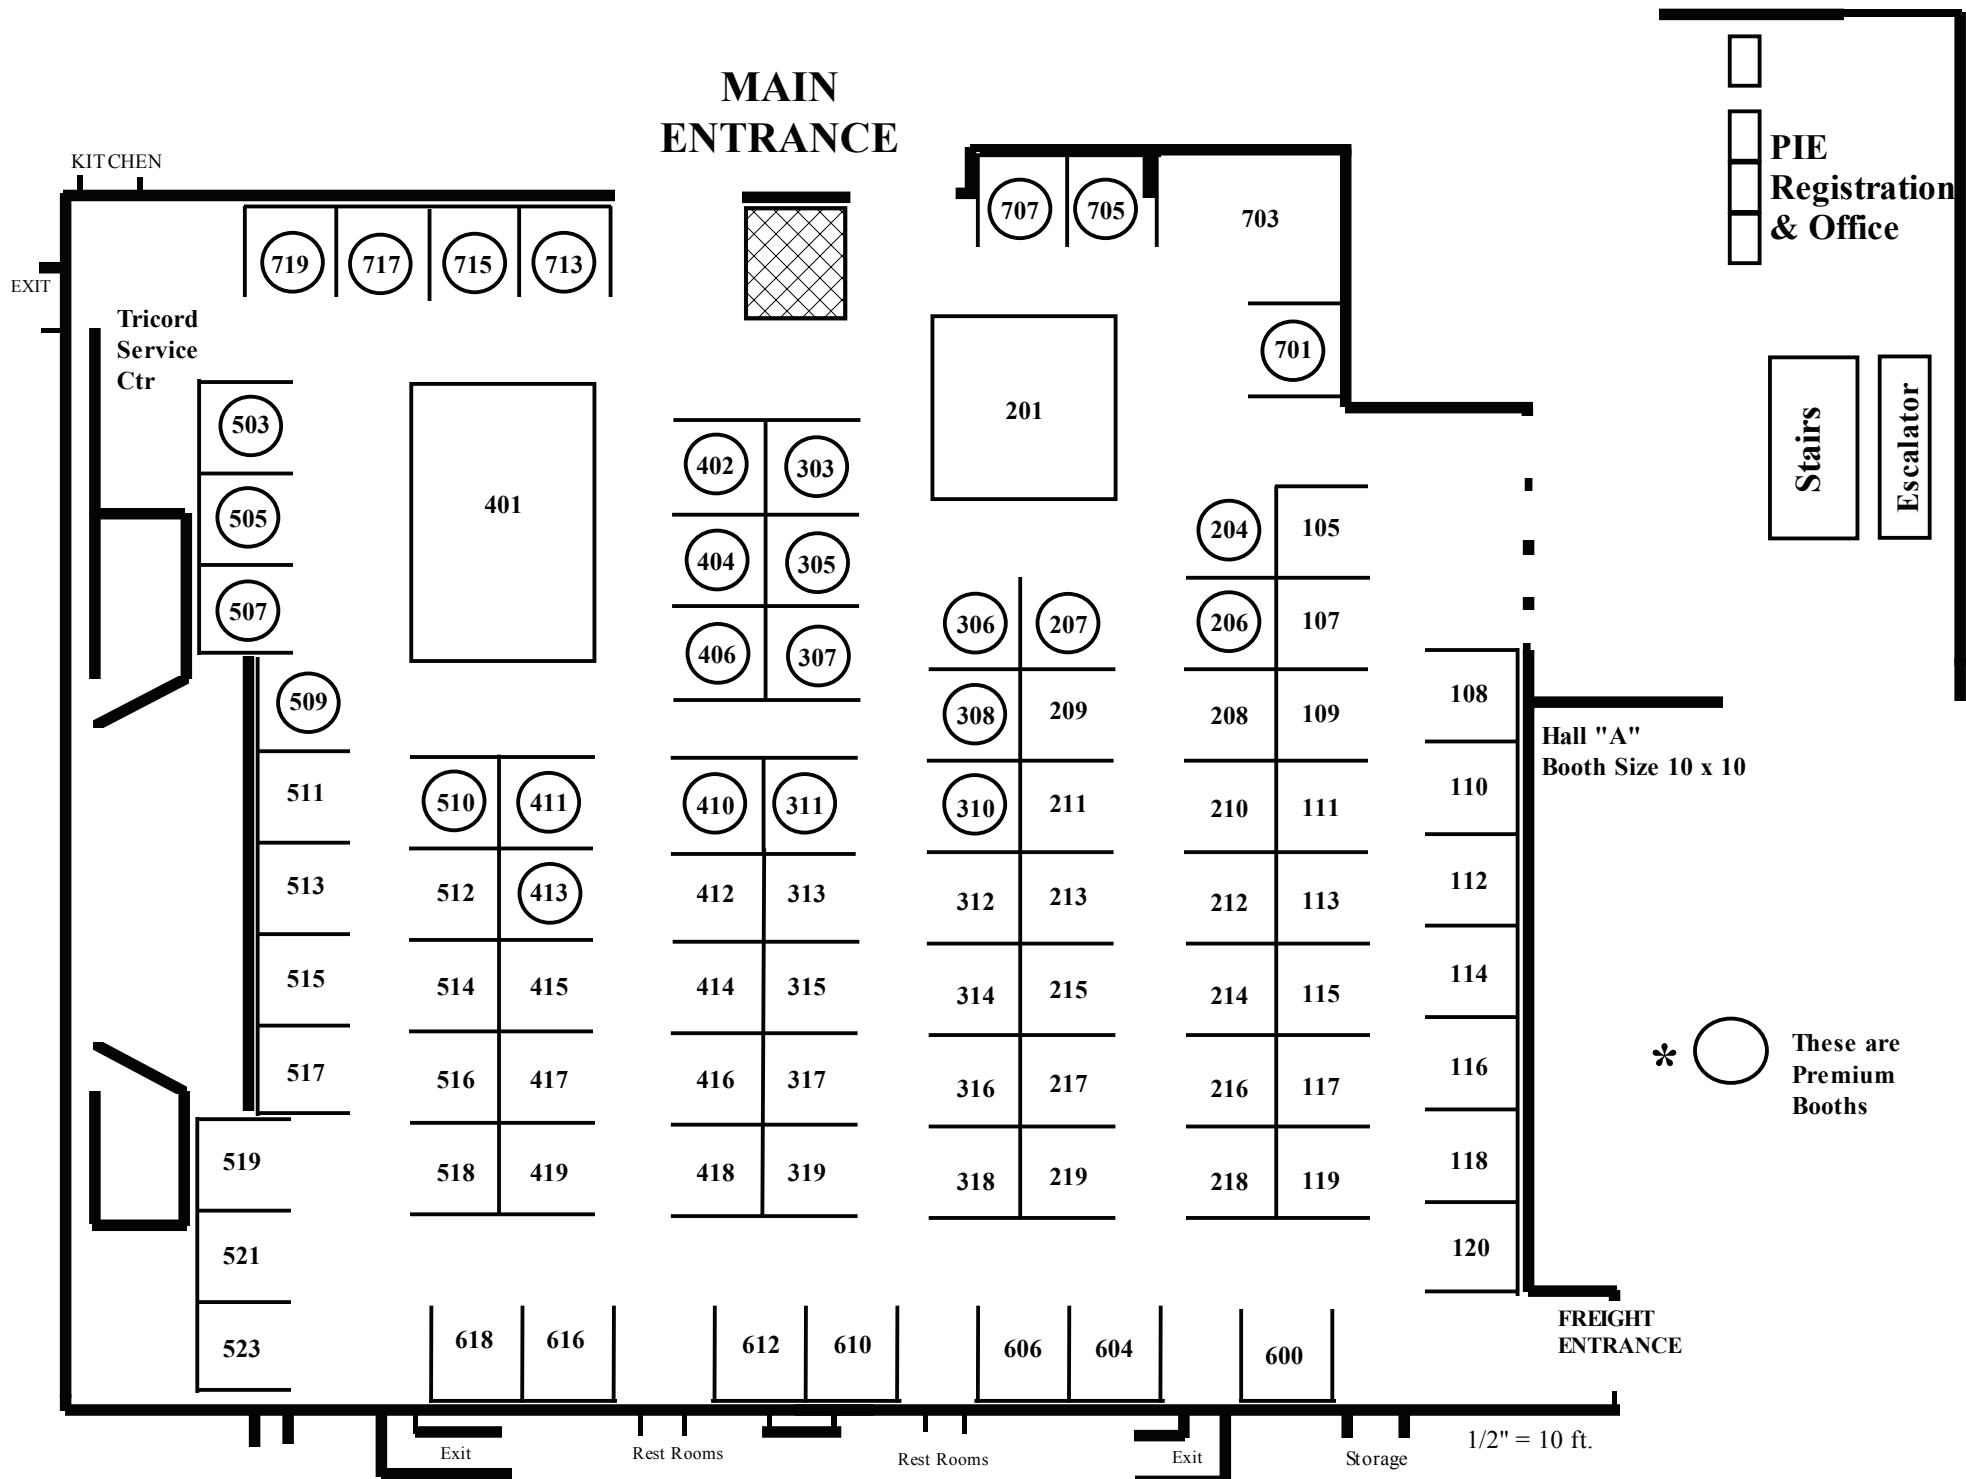 MAIN
ENTRANCE
KITCHEN
PIE
Registration
& Office
707 705 703
719 717 715 713
EXIT
Tricord
Service
Ctr
701
503 201
Stairs
Escalator
402 303
401
505 204 105
404 305
507 306 207 206 107
406 307
509 308 209 208 109 108
Hall "A"
Booth Size 10 x 10
511 510 411 410 311 310 211 210 111 110
513 512 413 412 313 312 213 212 113 112
515 514 415 414 315 314 215 214 115 114
*
These are
Premium
Booths
517 516 417 416 317 316 217 216 117 116
519 518 419 418 319 318 219 218 119 118
521 120
FREIGHT
ENTRANCE
523 618 616 612 610 606 604 600
1/2" = 10 ft.
Exit Rest Rooms Rest Rooms Exit Storage